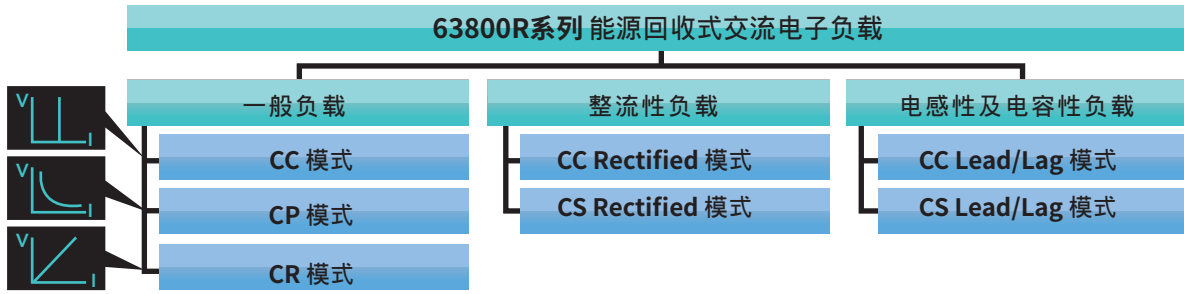 63800R系列 能源回收式交流电子负载
一般负载
整流性负载
电感性及电容性负载
V
I
CC 模式
CC Rectified 模式
CC Lead/Lag 模式
V
I
CP 模式
CS Rectified 模式
CS Lead/Lag 模式
V
I
CR 模式